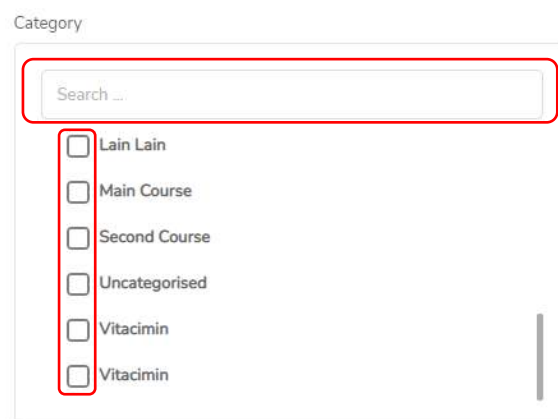 Category
Search ...
Lain Lain
Main Course
Second Course
Uncategorised
Vitacimin
Vitacimin